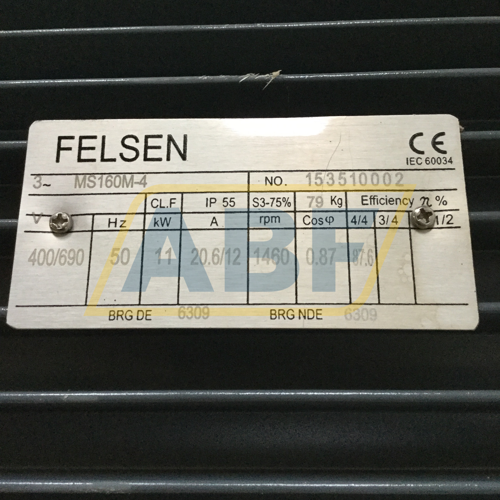 FELSEN
CE
IEC 60034
3~ MS160M-4 NO. 153510002
CL.F IP 55 S3-75% 79 Kg Efficiency η%
V Hz kW A rpm Cosφ 4/4 3/4 1/2
400/690 50 11 20.6/12 1460 0.87 87.6
BRG DE 6309 BRG NDE 6309
ABF